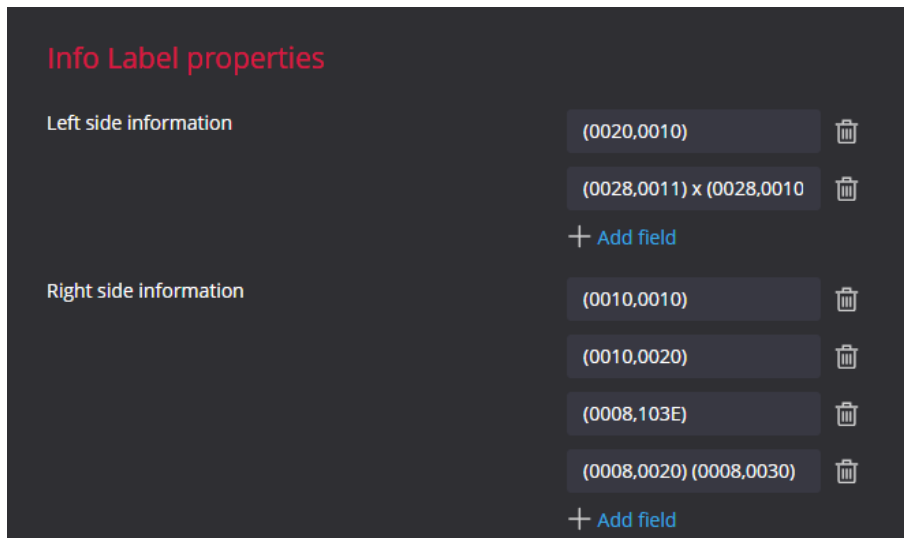 Info Label properties
Left side information
(0020,0010)
(0028,0011) x (0028,0010
Add field
Right side information
(0010,0010)
(0010,0020)
(0008,103E)
(0008,0020) (0008,0030)
Add field